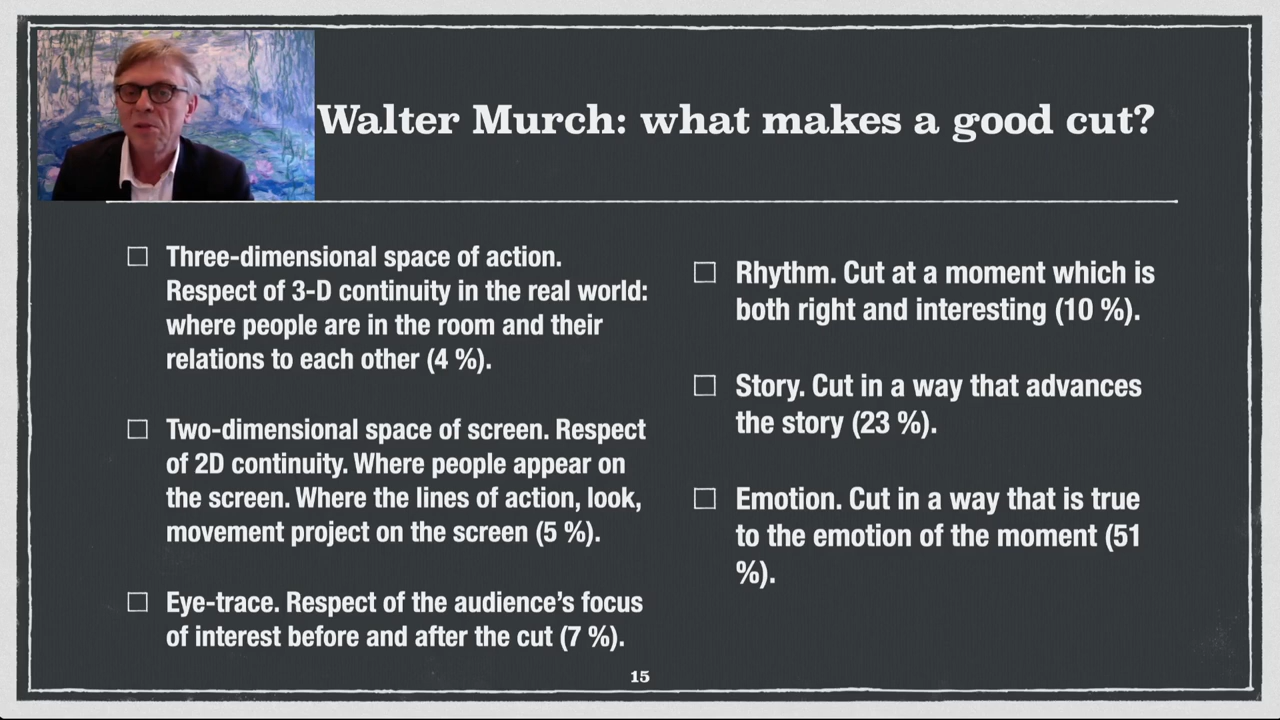 Walter Murch: what makes a good cut?
Three-dimensional space of action.
Respect of 3-D continuity in the real world:
where people are in the room and their
relations to each other (4 %).
Two-dimensional space of screen. Respect
of 2D continuity. Where people appear on
the screen. Where the lines of action, look,
movement project on the screen (5 %).
Eye-trace. Respect of the audience’s focus
of interest before and after the cut (7 %).
Rhythm. Cut at a moment which is
both right and interesting (10 %).
Story. Cut in a way that advances
the story (23 %).
Emotion. Cut in a way that is true
to the emotion of the moment (51
%).
15